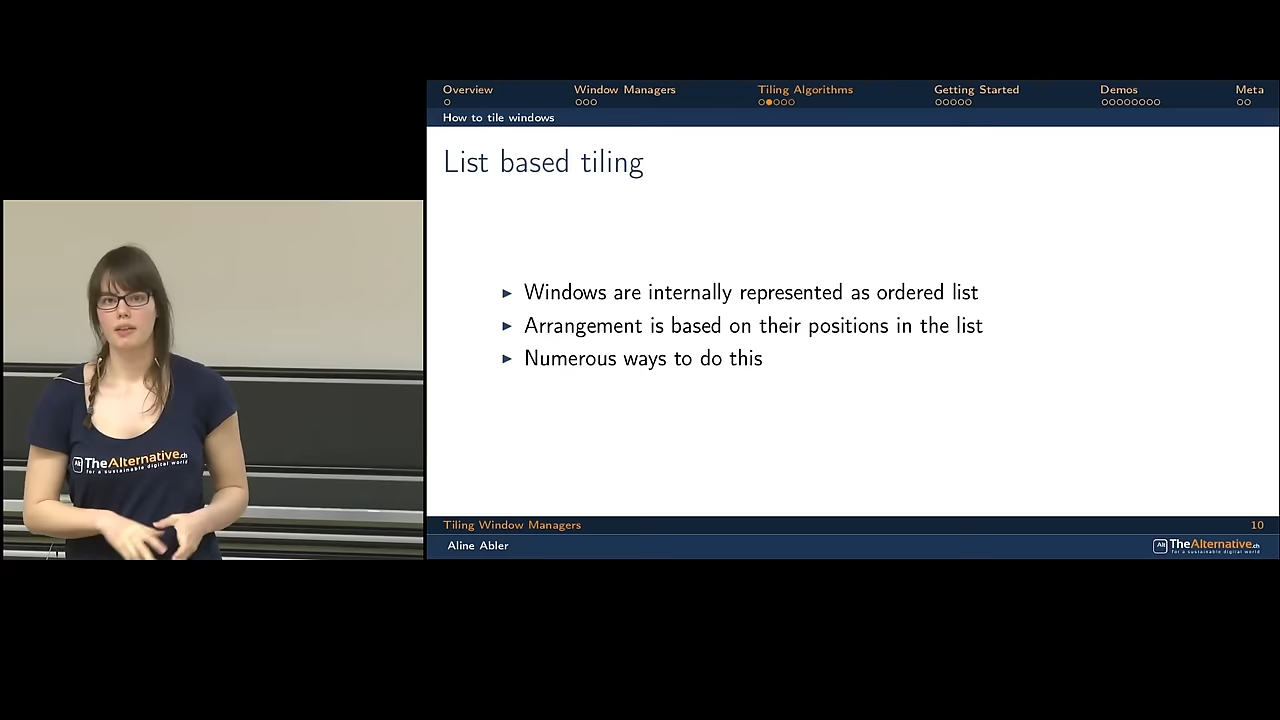 Overview
Window Managers
Tiling Algorithms
Getting Started
Demos
Meta
How to tile windows
List based tiling
Windows are internally represented as ordered list
Arrangement is based on their positions in the list
Numerous ways to do this
Tiling Window Managers
10
Aline Abler
Alt TheAlternative.ch
for a sustainable digital world
Alt TheAlternative.ch
for a sustainable digital world